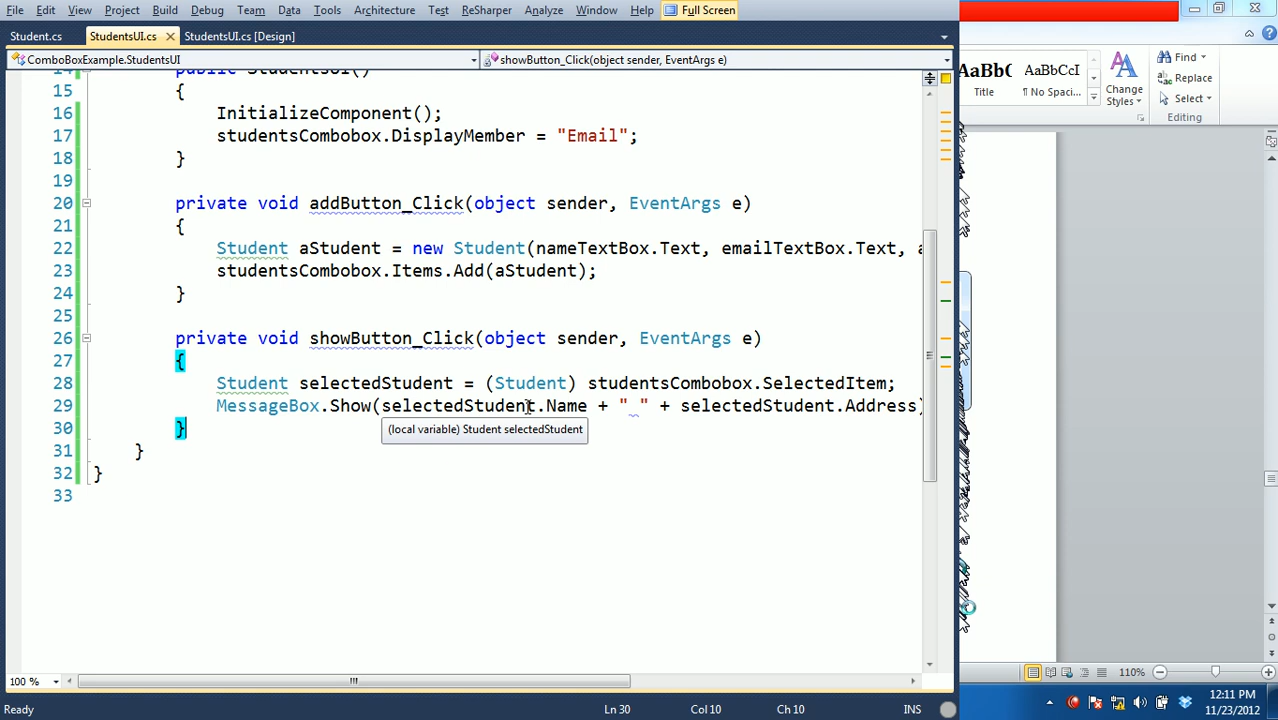 File Edit View Project Build Debug Team Data Tools Architecture Test ReSharper Analyze Window Help Full Screen
Student.cs StudentsUI.cs StudentsUI.cs [Design]
ComboBoxExample.StudentsUI showButton_Click(object sender, EventArgs e)
14 public StudentsUI()
15 {
16 InitializeComponent();
17 studentsCombobox.DisplayMember = "Email";
18 }
19
20 private void addButton_Click(object sender, EventArgs e)
21 {
22 Student aStudent = new Student(nameTextBox.Text, emailTextBox.Text, a
23 studentsCombobox.Items.Add(aStudent);
24 }
25
26 private void showButton_Click(object sender, EventArgs e)
27 {
28 Student selectedStudent = (Student) studentsCombobox.SelectedItem;
29 MessageBox.Show(selectedStudent.Name + " " + selectedStudent.Address)
(local variable) Student selectedStudent
30 }
31 }
32 }
33
100 %
Ready Ln 30 Col 10 Ch 10 INS
AaBb( AaBbCcI
Title ¶ No Spaci...
Change Styles
Find
Replace
Select
Editing
110%
12:11 PM
11/23/2012